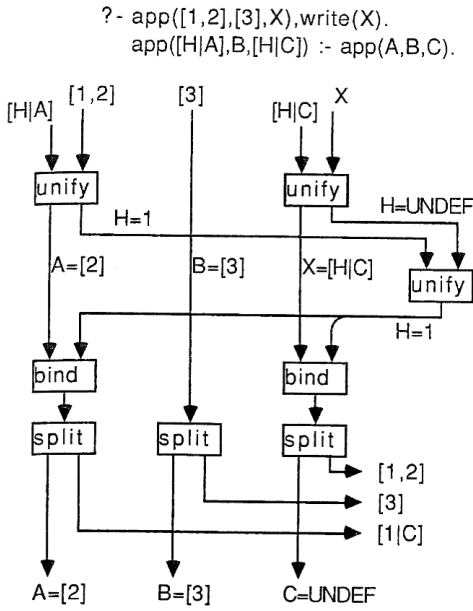 ?- app([1,2],[3],X),write(X).
app([H|A],B,[H|C]) :- app(A,B,C).
[H|A] [1,2] [3] [H|C] X
unify unify
H=1 H=UNDEF
A=[2] B=[3] X=[H|C] unify
H=1
bind bind
split split split
[1,2]
[3]
[1|C]
A=[2] B=[3] C=UNDEF